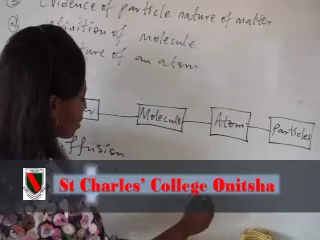 Evidence of particle nature of matter
Definition of molecule
of an atom
Molecule Atom Particles
St Charles' College Onitsha